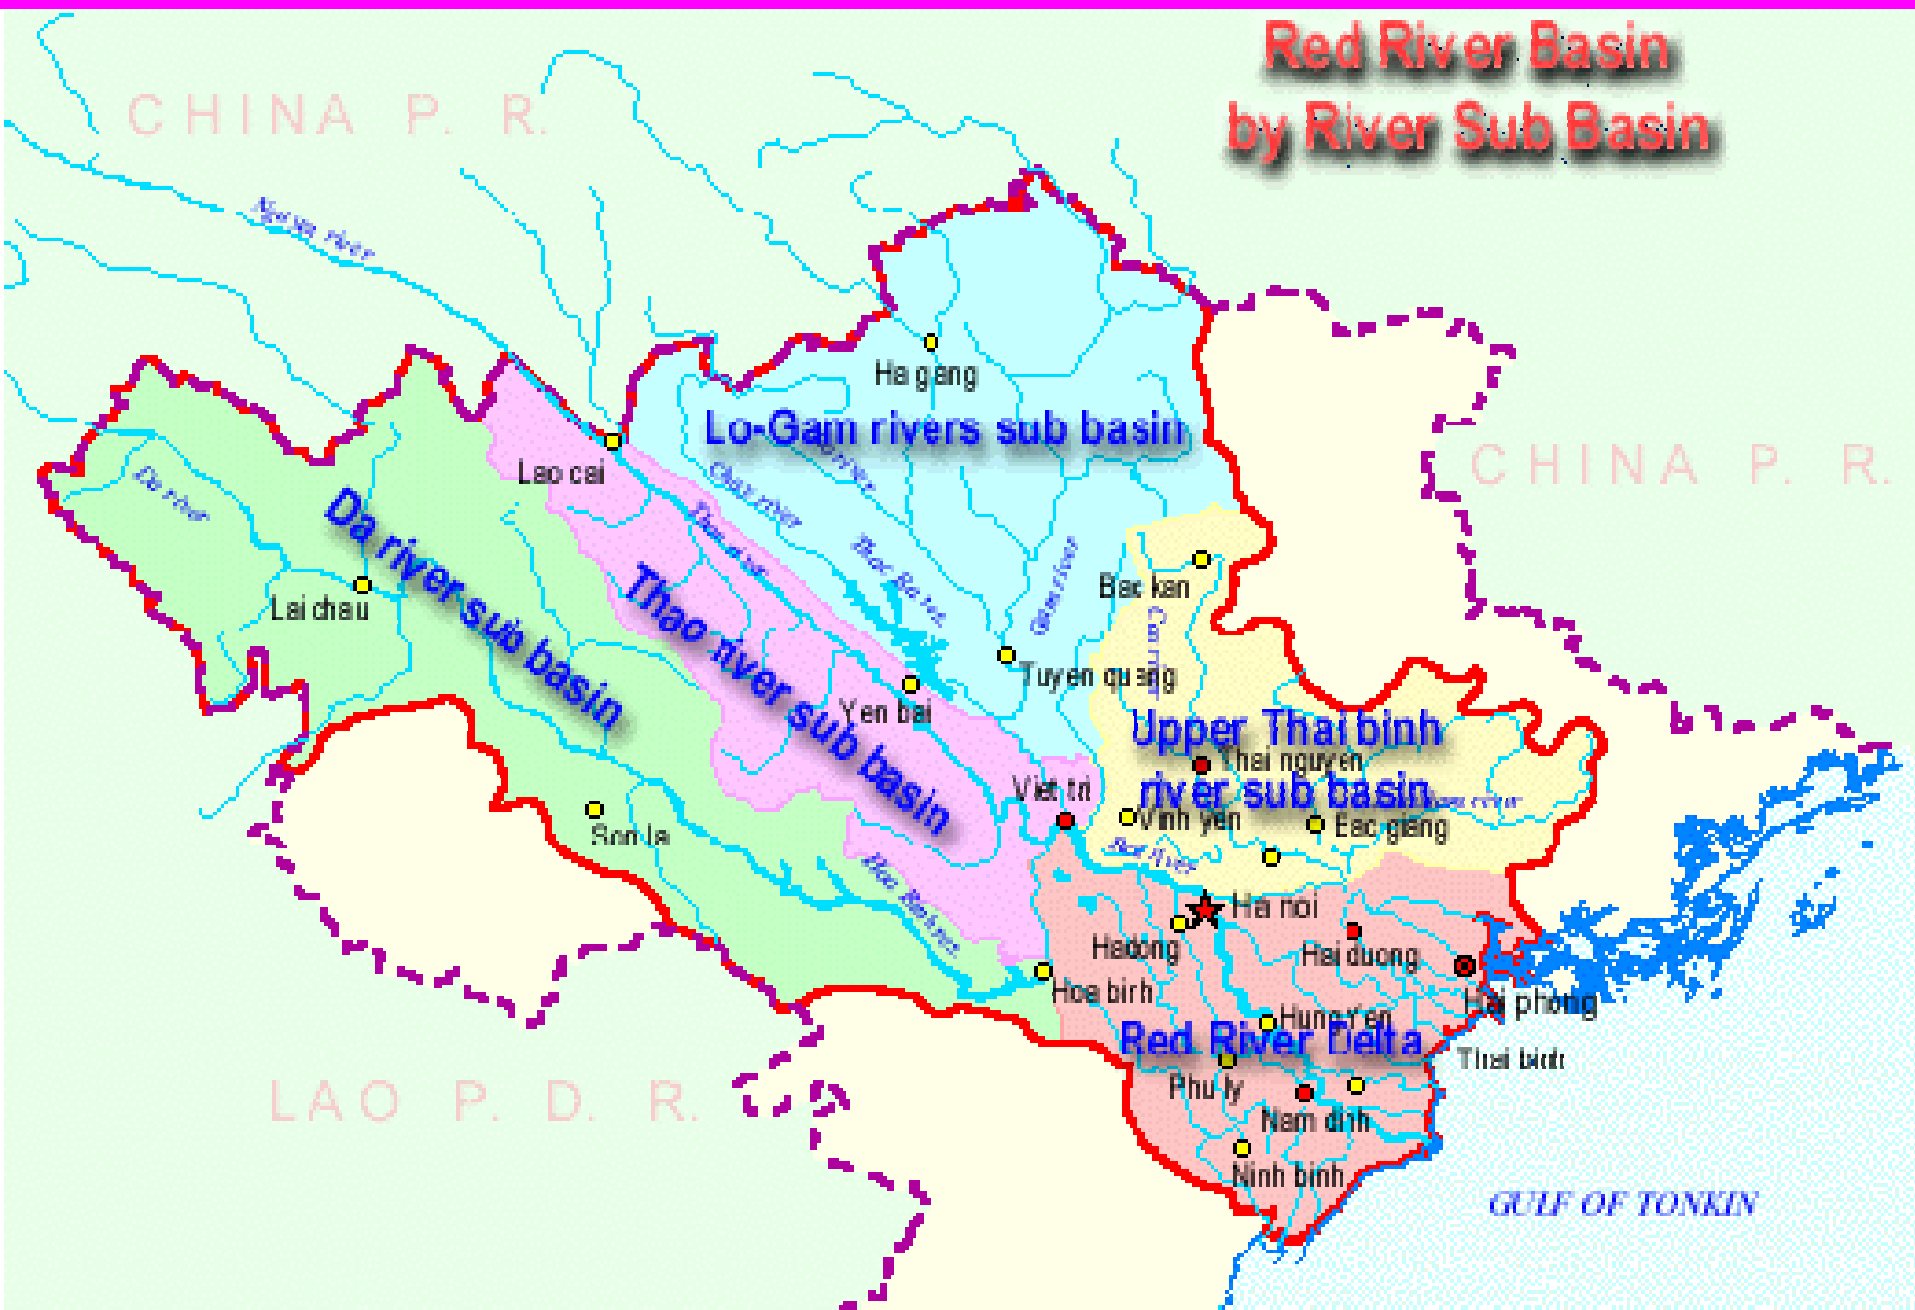 Red River Basin
by River Sub Basin
CHINA P. R.
river
Ha giang
Lo-Gam rivers sub basin
CHINA P. R.
Lao cai
Da river
Chay river
Da river sub basin
Bac kan
Lai chau
Thao river sub basin
Tuyen quang
Yen bai
Upper Thai binh
Thai nguyen
river sub basin
Viet tri
Vinh yen
Bac giang
Son la
Ha noi
Hadong
Hai duong
Hoa binh
Hai phong
Hung Yen
Red River Delta
Thai binh
Phu ly
LAO P. D. R.
Nam dinh
Ninh binh
GULF OF TONKIN